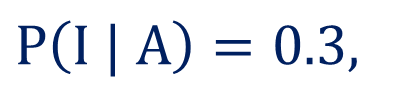 P(I | A) = 0.3,